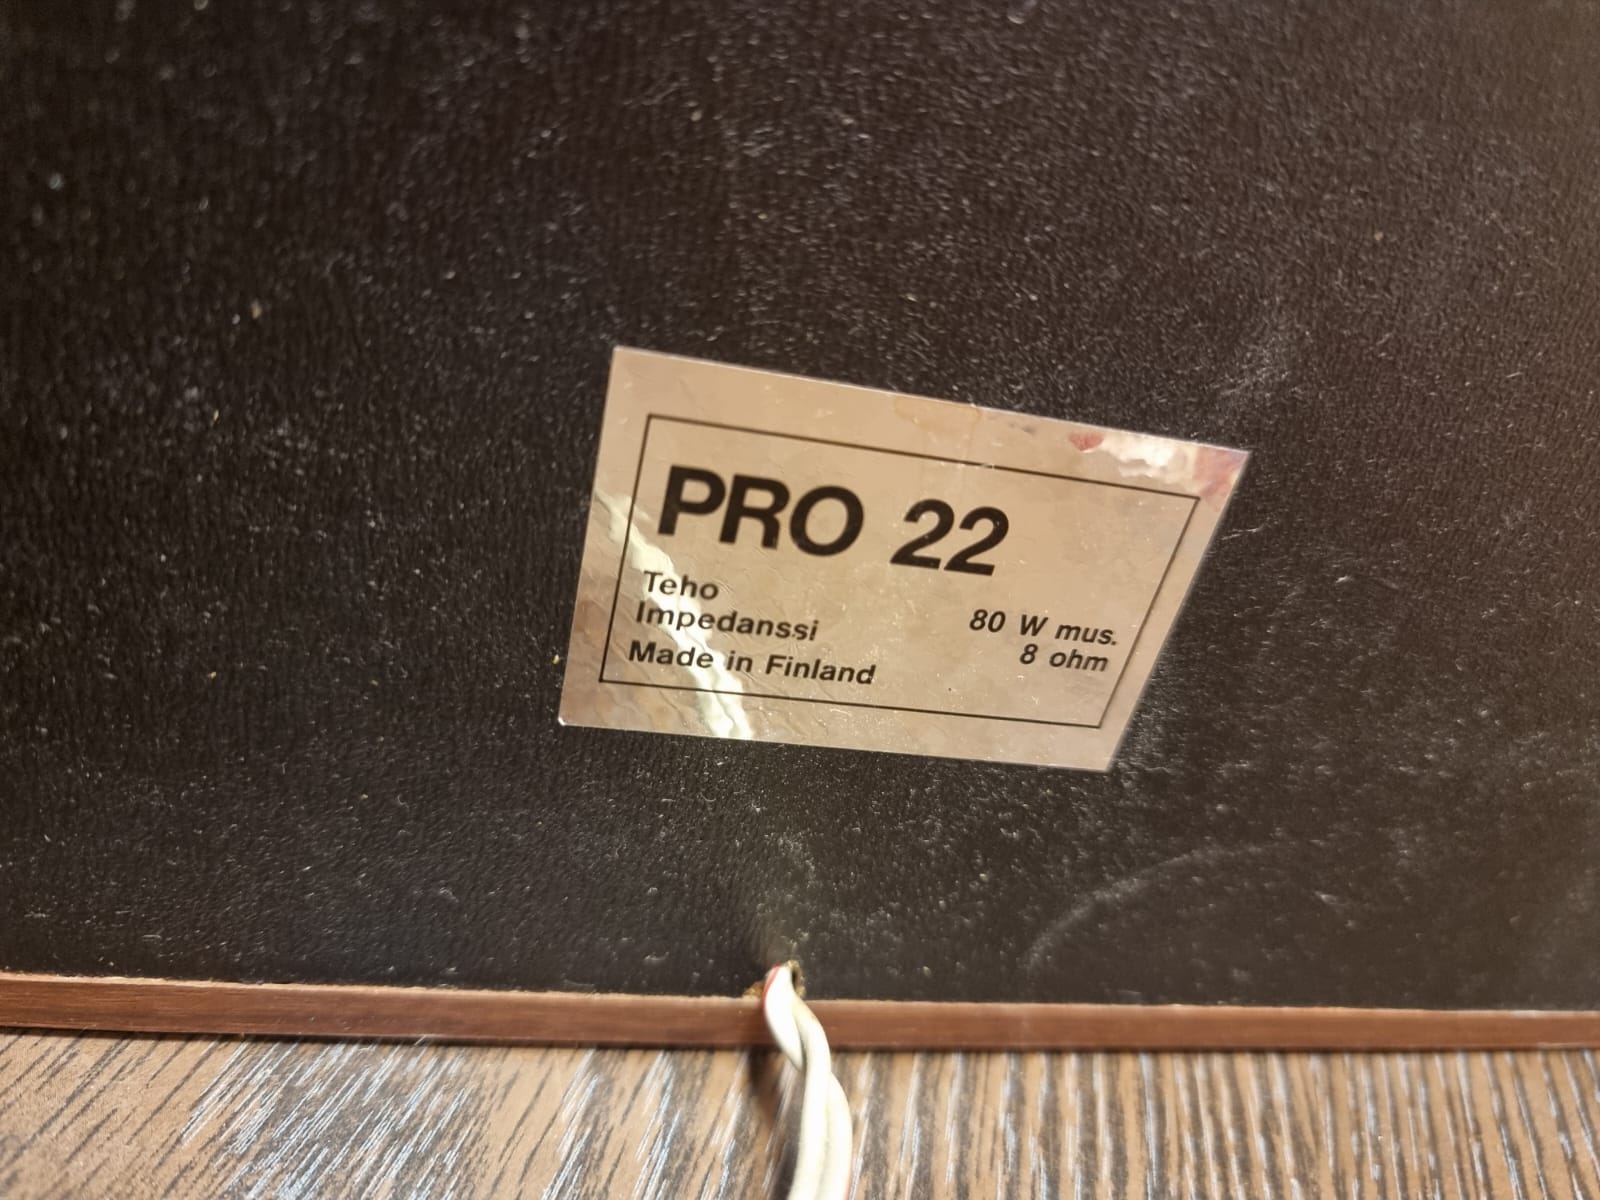 PRO 22
Teho 80 W mus.
Impedanssi 8 ohm
Made in Finland